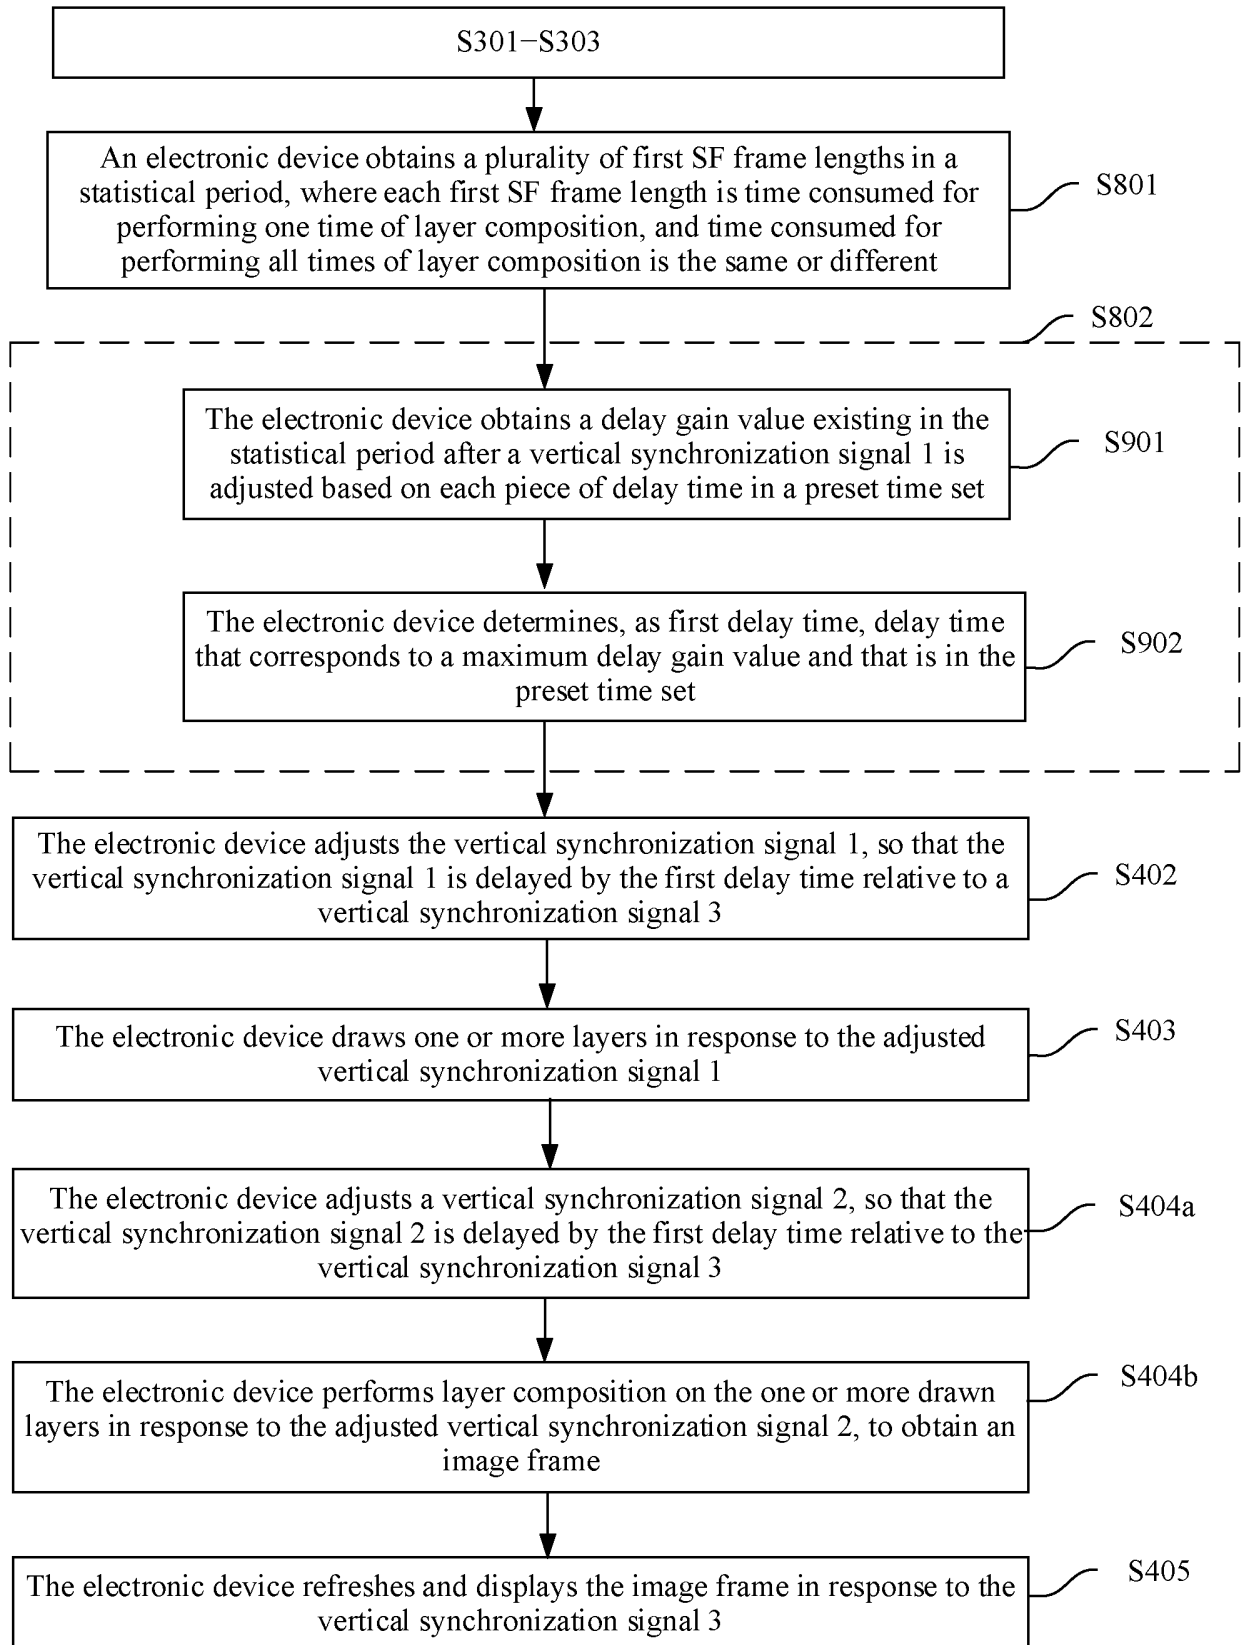 S301−S303
An electronic device obtains a plurality of first SF frame lengths in a
statistical period, where each first SF frame length is time consumed for
performing one time of layer composition, and time consumed for
performing all times of layer composition is the same or different
S801
S802
The electronic device obtains a delay gain value existing in the
statistical period after a vertical synchronization signal 1 is
adjusted based on each piece of delay time in a preset time set
S901
The electronic device determines, as first delay time, delay time
that corresponds to a maximum delay gain value and that is in the
preset time set
S902
The electronic device adjusts the vertical synchronization signal 1, so that the
vertical synchronization signal 1 is delayed by the first delay time relative to a
vertical synchronization signal 3
S402
The electronic device draws one or more layers in response to the adjusted
vertical synchronization signal 1
S403
The electronic device adjusts a vertical synchronization signal 2, so that the
vertical synchronization signal 2 is delayed by the first delay time relative to the
vertical synchronization signal 3
S404a
The electronic device performs layer composition on the one or more drawn
layers in response to the adjusted vertical synchronization signal 2, to obtain an
image frame
S404b
The electronic device refreshes and displays the image frame in response to the
vertical synchronization signal 3
S405